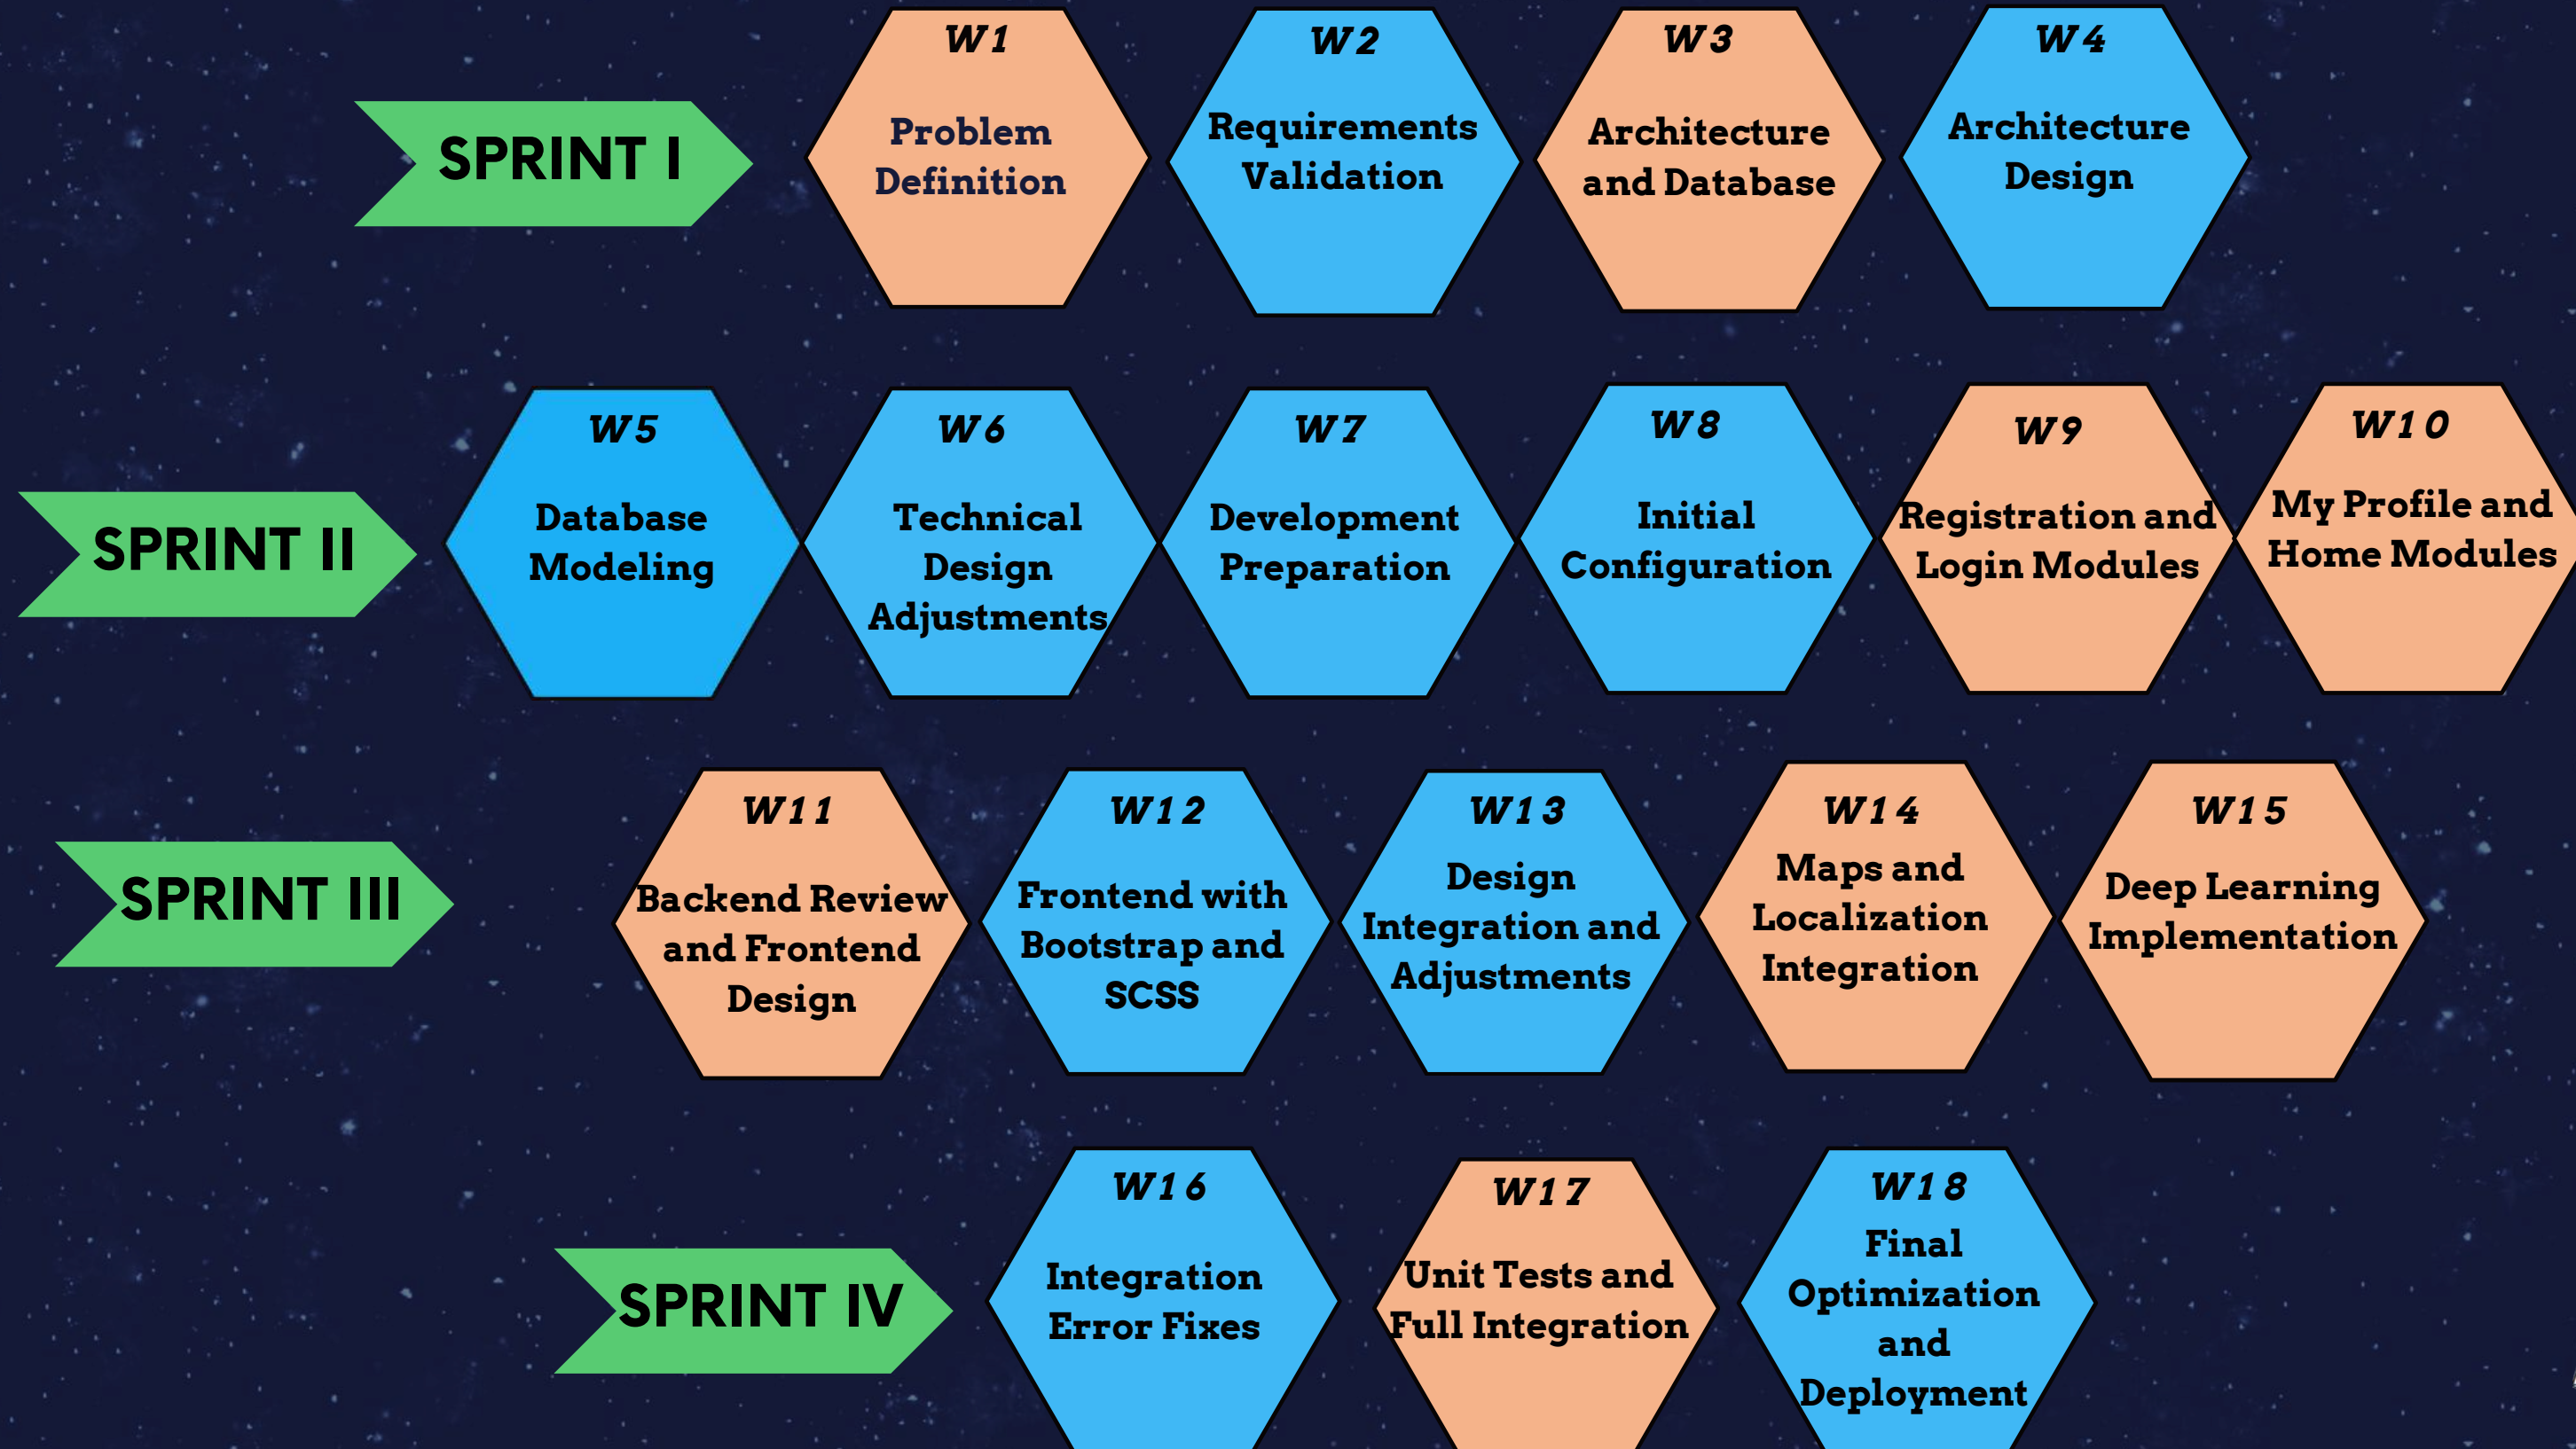 SPRINT I
W1
Problem
Definition
W2
Requirements
Validation
W3
Architecture
and Database
W4
Architecture
Design
SPRINT II
W5
Database
Modeling
W6
Technical
Design
Adjustments
W7
Development
Preparation
W8
Initial
Configuration
W9
Registration and
Login Modules
W10
My Profile and
Home Modules
SPRINT III
W11
Backend Review
and Frontend
Design
W12
Frontend with
Bootstrap and
SCSS
W13
Design
Integration and
Adjustments
W14
Maps and
Localization
Integration
W15
Deep Learning
Implementation
SPRINT IV
W16
Integration
Error Fixes
W17
Unit Tests and
Full Integration
W18
Final
Optimization
and
Deployment